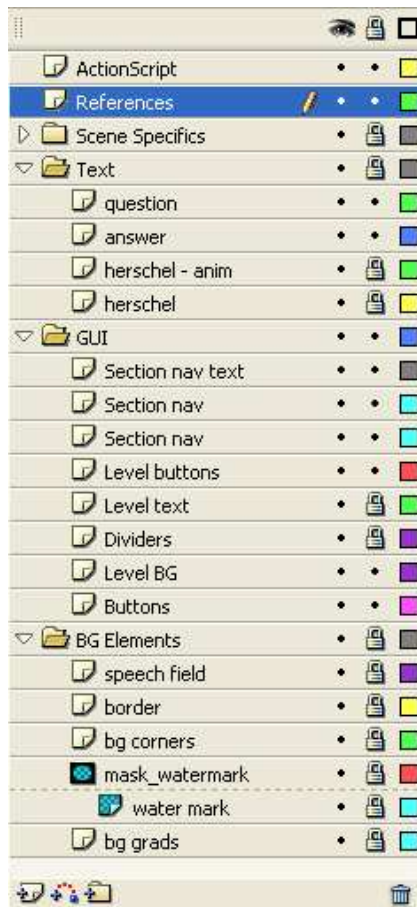 ActionScript
References
Scene Specifics
Text
question
answer
herschel - anim
herschel
GUI
Section nav text
Section nav
Section nav
Level buttons
Level text
Dividers
Level BG
Buttons
BG Elements
speech field
border
bg corners
mask_watermark
water mark
bg grads